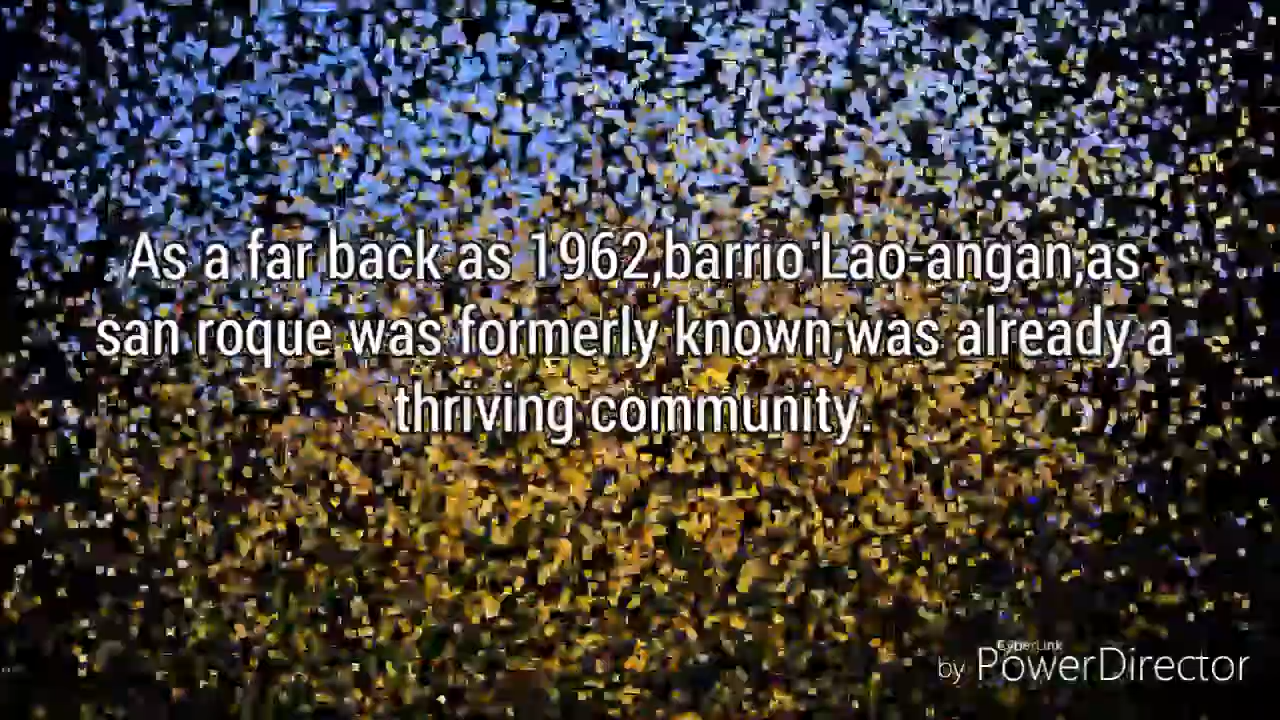 As a far back as 1962,barrio Lao-angan,as
san roque was formerly known,was already a
thriving community.
CyberLink
by PowerDirector